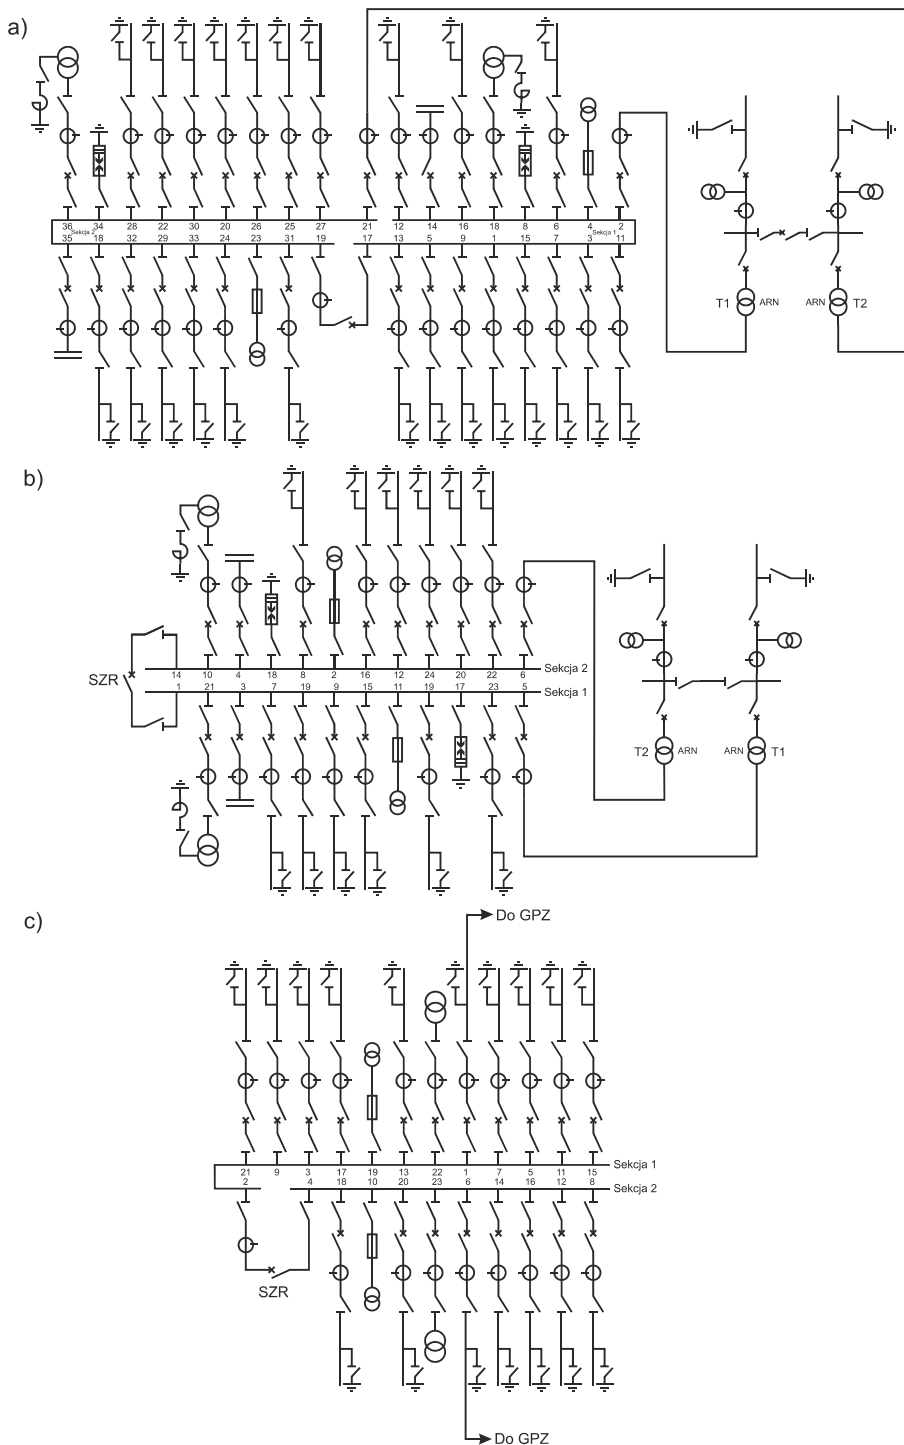 a)
36 34 28 22 30 20 26 25 27 21 12 14 16 18 8 6 4 2
Sekcja 2 Sekcja 1
35 18 32 29 33 24 23 31 19 17 13 5 9 1 15 7 3 11
T1 ARN ARN T2
b)
Sekcja 2
14 10 4 18 8 2 16 12 24 20 22 6
SZR
1 21 3 7 19 9 15 11 19 17 23 5
Sekcja 1
T2 ARN ARN T1
c)
Do GPZ
Sekcja 1
21 9 3 17 19 13 22 1 7 5 11 15
2 4 18 10 20 23 6 14 16 12 8
Sekcja 2
SZR
Do GPZ